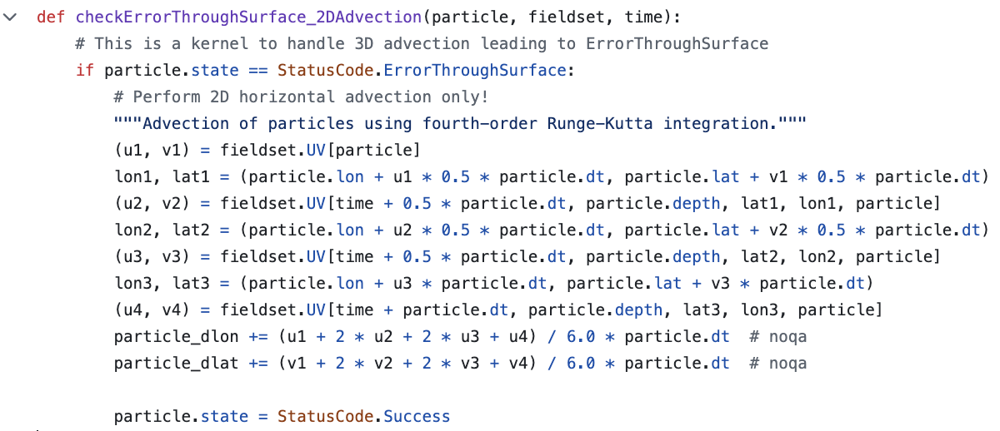 def checkErrorThroughSurface_2DAdvection(particle, fieldset, time):
    # This is a kernel to handle 3D advection leading to ErrorThroughSurface
    if particle.state == StatusCode.ErrorThroughSurface:
        # Perform 2D horizontal advection only!
        """Advection of particles using fourth-order Runge-Kutta integration."""
        (u1, v1) = fieldset.UV[particle]
        lon1, lat1 = (particle.lon + u1 * 0.5 * particle.dt, particle.lat + v1 * 0.5 * particle.dt)
        (u2, v2) = fieldset.UV[time + 0.5 * particle.dt, particle.depth, lat1, lon1, particle]
        lon2, lat2 = (particle.lon + u2 * 0.5 * particle.dt, particle.lat + v2 * 0.5 * particle.dt)
        (u3, v3) = fieldset.UV[time + 0.5 * particle.dt, particle.depth, lat2, lon2, particle]
        lon3, lat3 = (particle.lon + u3 * particle.dt, particle.lat + v3 * particle.dt)
        (u4, v4) = fieldset.UV[time + particle.dt, particle.depth, lat3, lon3, particle]
        particle_dlon += (u1 + 2 * u2 + 2 * u3 + u4) / 6.0 * particle.dt  # noqa
        particle_dlat += (v1 + 2 * v2 + 2 * v3 + v4) / 6.0 * particle.dt  # noqa

        particle.state = StatusCode.Success